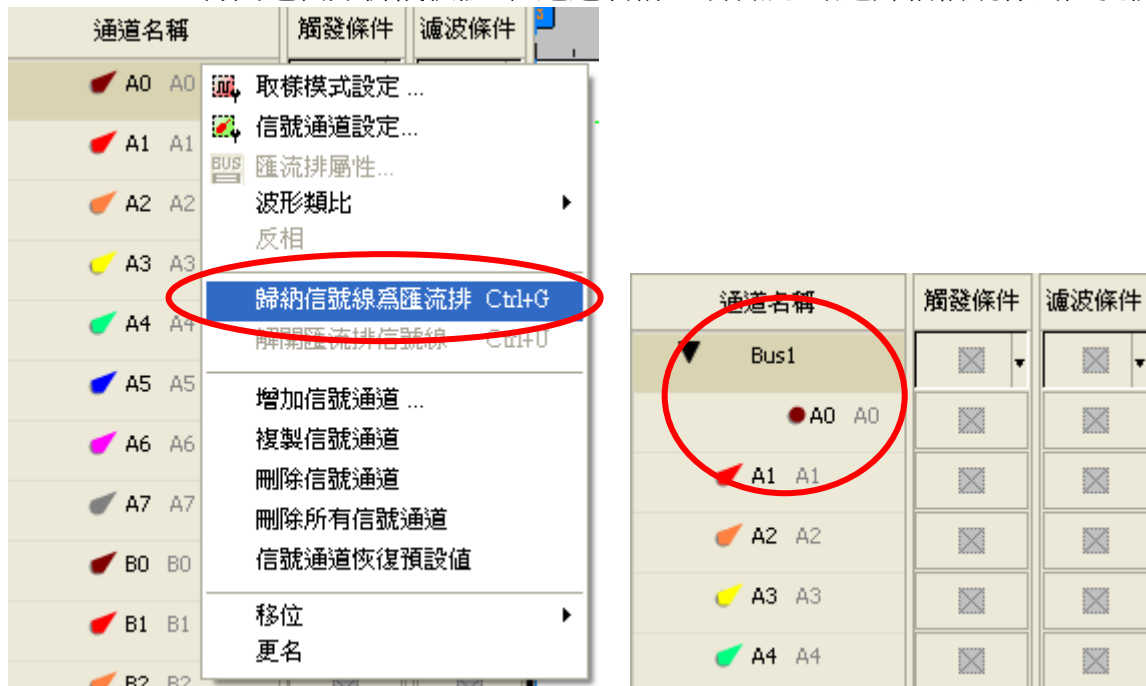 通道名稱 觸發條件 濾波條件
A0 A0
A1 A1
A2 A2
A3 A3
A4 A4
A5 A5
A6 A6
A7 A7
B0 B0
B1 B1
B2 B2
取樣模式設定 ...
信號通道設定...
BUS 匯流排屬性...
波形類比
反相
歸納信號線為匯流排 Ctrl+G
解開匯流排信號線 Ctrl+U
增加信號通道 ...
複製信號通道
刪除信號通道
刪除所有信號通道
信號通道恢復預設值
移位
更名
通道名稱 觸發條件 濾波條件
Bus1
A0 A0
A1 A1
A2 A2
A3 A3
A4 A4